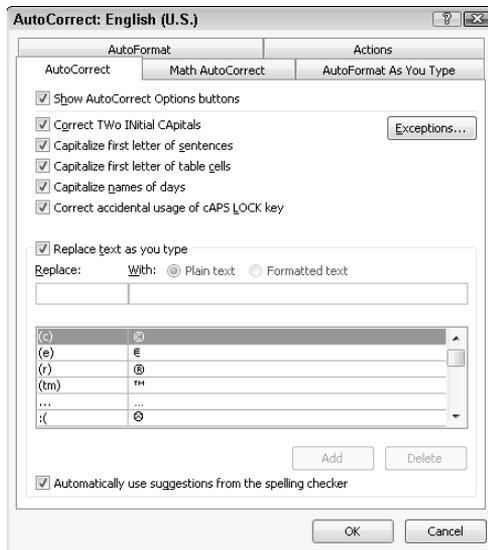 AutoCorrect: English (U.S.)
AutoFormat Actions
AutoCorrect Math AutoCorrect AutoFormat As You Type
Show AutoCorrect Options buttons
Correct TWo INitial CApitals
Exceptions...
Capitalize first letter of sentences
Capitalize first letter of table cells
Capitalize names of days
Correct accidental usage of cAPS LOCK key
Replace text as you type
Replace: With: Plain text Formatted text
(c) ©
(e) €
(r) ®
(tm) ™
... ...
:( ☹
Add Delete
Automatically use suggestions from the spelling checker
OK Cancel